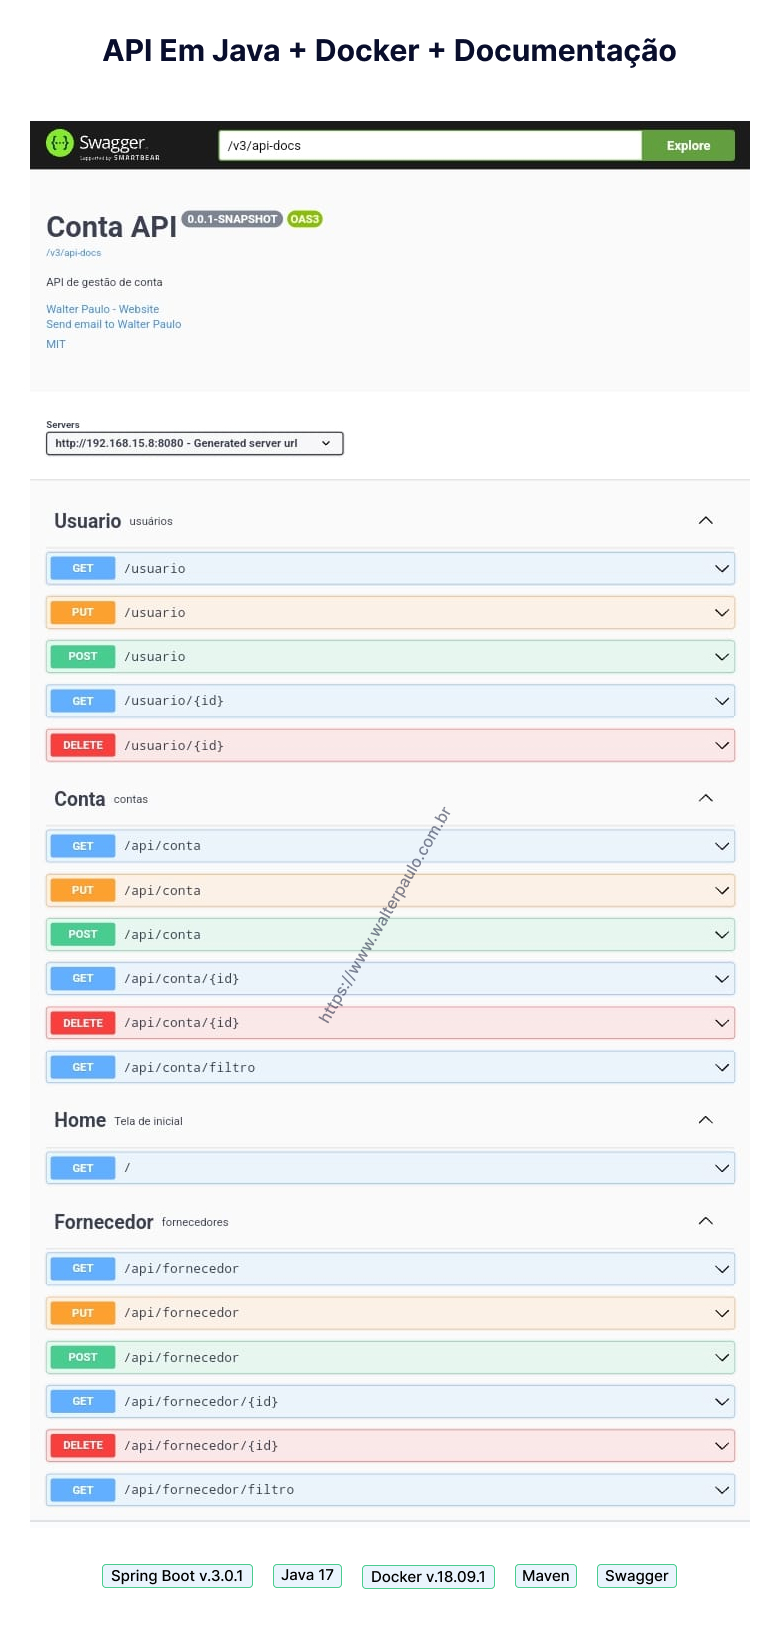 API Em Java + Docker + Documentação
Swagger
Supported by SMARTBEAR
/v3/api-docs
Explore
Conta API 0.0.1-SNAPSHOT OAS3
/v3/api-docs
API de gestão de conta
Walter Paulo - Website
Send email to Walter Paulo
MIT
Servers
http://192.168.15.8:8080 - Generated server url
Usuario usuários
GET /usuario
PUT /usuario
POST /usuario
GET /usuario/{id}
DELETE /usuario/{id}
Conta contas
GET /api/conta
PUT /api/conta
POST /api/conta
GET /api/conta/{id}
DELETE /api/conta/{id}
GET /api/conta/filtro
https://www.walterpaulo.com.br
Home Tela de inicial
GET /
Fornecedor fornecedores
GET /api/fornecedor
PUT /api/fornecedor
POST /api/fornecedor
GET /api/fornecedor/{id}
DELETE /api/fornecedor/{id}
GET /api/fornecedor/filtro
Spring Boot v.3.0.1 Java 17 Docker v.18.09.1 Maven Swagger